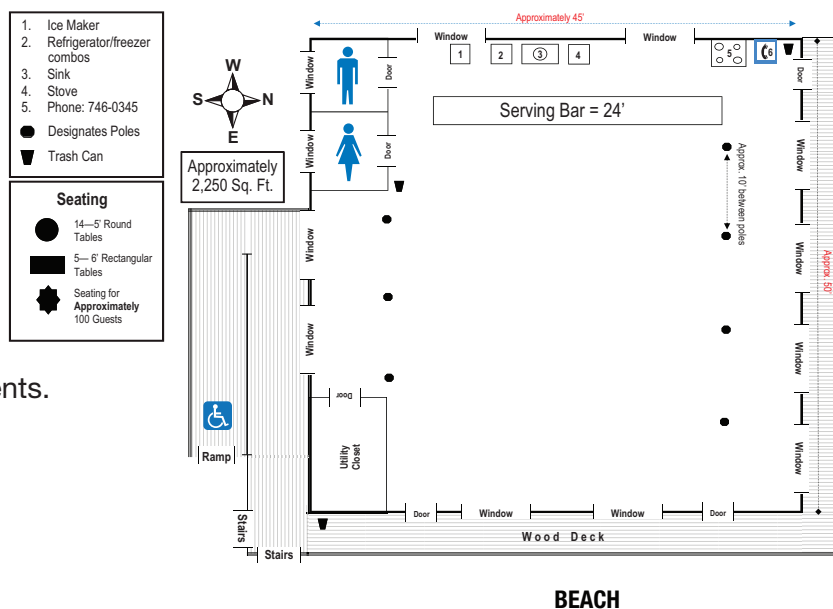 1. Ice Maker
2. Refrigerator/freezer
combos
3. Sink
4. Stove
5. Phone: 746-0345
Designates Poles
Trash Can
Seating
14—5' Round
Tables
5— 6' Rectangular
Tables
Seating for
Approximately
100 Guests
ents.
W
S N
E
Approximately
2,250 Sq. Ft.
Approximately 45'
Window
Window
1
2
3
4
5
6
Door
Serving Bar = 24'
Window
Door
Window
Door
Approx. 10' between
poles
Window
Window
Window
Window
Approx. 50'
Window
Window
Door
Utility
Closet
Ramp
Stairs
Stairs
Door
Window
Window
Door
Wood Deck
BEACH